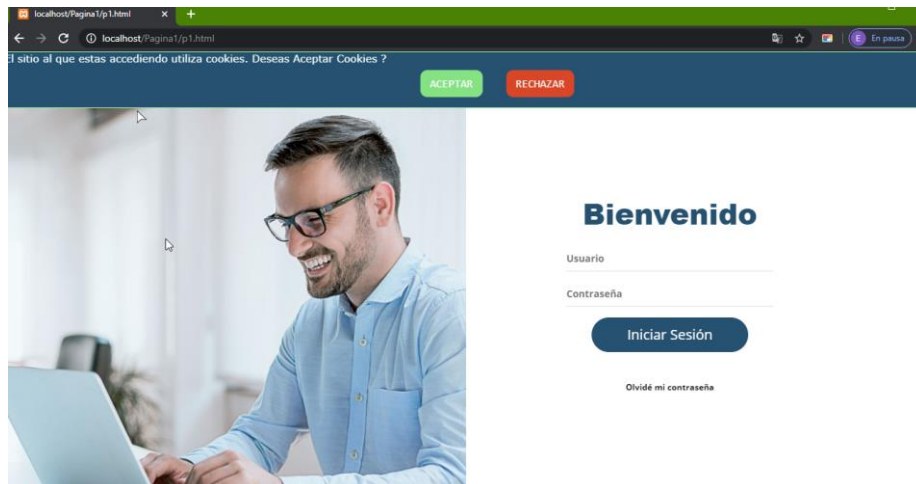 localhost/Pagina1/p1.html
localhost/Pagina1/p1.html
E En pausa
El sitio al que estas accediendo utiliza cookies. Deseas Aceptar Cookies ?
ACEPTAR
RECHAZAR
Bienvenido
Usuario
Contraseña
Iniciar Sesión
Olvidé mi contraseña